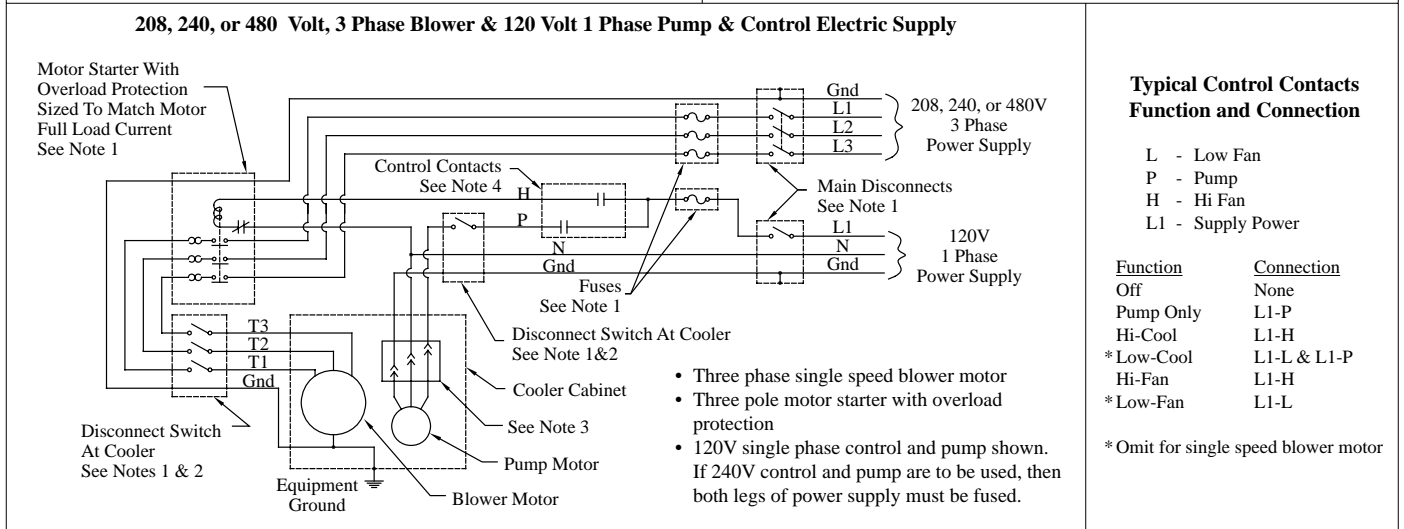 208, 240, or 480 Volt, 3 Phase Blower & 120 Volt 1 Phase Pump & Control Electric Supply
Motor Starter With
Overload Protection
Sized To Match Motor
Full Load Current
See Note 1
Gnd
L1
L2
L3
208, 240, or 480V
3 Phase
Power Supply
Control Contacts
See Note 4
H
P
N
Gnd
Main Disconnects
See Note 1
L1
N
Gnd
120V
1 Phase
Power Supply
Fuses
See Note 1
Disconnect Switch At Cooler
See Note 1&2
T3
T2
T1
Gnd
Cooler Cabinet
See Note 3
Pump Motor
Blower Motor
Disconnect Switch
At Cooler
See Notes 1 & 2
Equipment
Ground
• Three phase single speed blower motor
• Three pole motor starter with overload
protection
• 120V single phase control and pump shown.
If 240V control and pump are to be used, then
both legs of power supply must be fused.
Typical Control Contacts
Function and Connection
L - Low Fan
P - Pump
H - Hi Fan
L1 - Supply Power
Function Connection
Off None
Pump Only L1-P
Hi-Cool L1-H
* Low-Cool L1-L & L1-P
Hi-Fan L1-H
* Low-Fan L1-L
* Omit for single speed blower motor